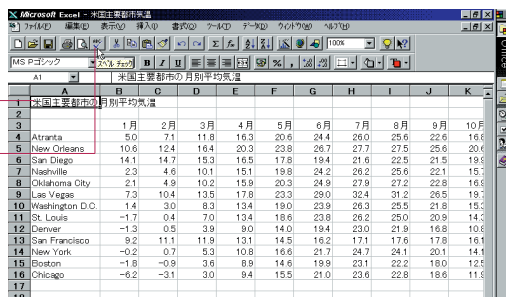 Microsoft Excel - 米国主要都市気温
ファイル(F) 編集(E) 表示(V) 挿入(I) 書式(O) ツール(T) データ(D) ウィンドウ(W) ヘルプ(H)
100%
MS Pゴシック スペル チェック B I U
A1 米国主要都市の月別平均気温
A B C D E F G H I J K
1 米国主要都市の月別平均気温
2
3 1月 2月 3月 4月 5月 6月 7月 8月 9月 10月
4 Atranta 5.0 7.1 11.8 16.3 20.6 24.4 26.0 25.6 22.6 16.8
5 New Orleans 10.6 12.4 16.4 20.3 23.8 26.7 27.7 27.5 25.6 20.6
6 San Diego 14.1 14.7 15.3 16.5 17.8 19.4 21.6 22.5 21.5 19.9
7 Nashville 2.3 4.6 10.1 15.1 19.8 24.2 26.2 25.6 22.1 15.7
8 Oklahoma City 2.1 4.9 10.2 15.9 20.3 24.9 27.9 27.2 22.8 16.9
9 Las Vegas 7.3 10.4 13.5 17.8 23.3 29.0 32.4 31.2 26.5 19.7
10 Washington D.C. 1.4 3.0 8.3 13.4 19.0 23.9 26.3 25.5 21.8 15.3
11 St. Louis -1.7 0.4 7.0 13.4 18.6 23.8 26.2 25.0 20.9 14.3
12 Denver -1.3 0.5 3.9 9.0 14.0 19.4 23.0 21.9 16.8 10.8
13 San Francisco 9.2 11.1 11.9 13.1 14.5 16.2 17.1 17.6 17.8 16.1
14 New York -0.2 0.7 5.3 10.8 16.6 21.7 24.7 24.1 20.1 14.1
15 Boston -1.8 -0.9 3.6 8.9 14.6 19.9 23.1 22.2 18.0 12.5
16 Chicago -6.2 -3.1 3.0 9.4 15.5 21.0 23.6 22.8 18.6 11.9
17
Office